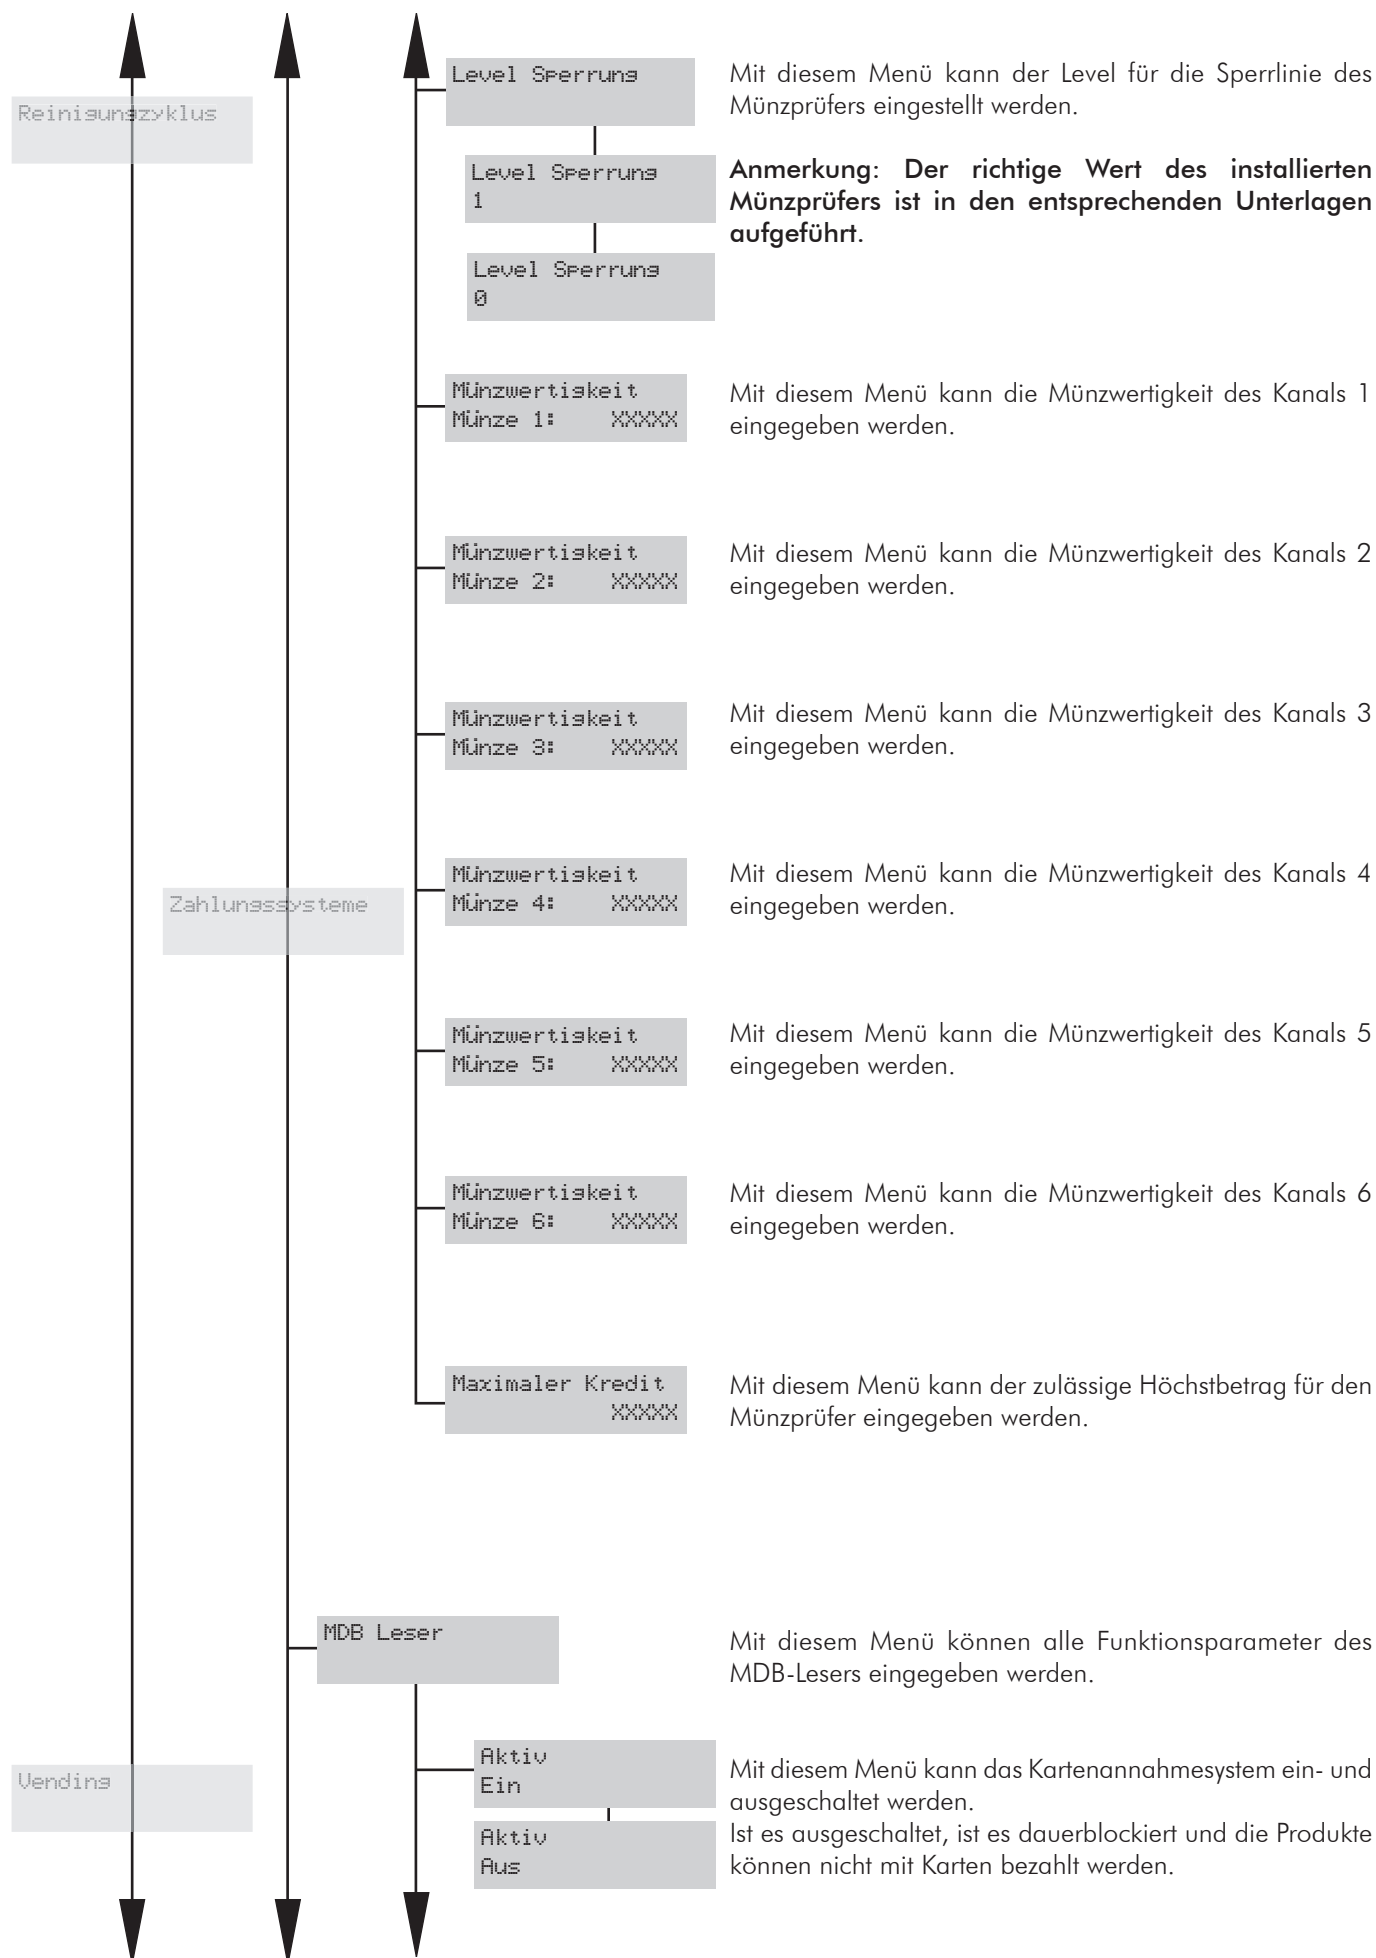 Level Sperrung
Mit diesem Menü kann der Level für die Sperrlinie des
Münzprüfers eingestellt werden.
Reinigungzyklus
Level Sperrung
1
Anmerkung: Der richtige Wert des installierten
Münzprüfers ist in den entsprechenden Unterlagen
aufgeführt.
Level Sperrung
0
Münzwertigkeit
Münze 1: XXXXX
Mit diesem Menü kann die Münzwertigkeit des Kanals 1
eingegeben werden.
Münzwertigkeit
Münze 2: XXXXX
Mit diesem Menü kann die Münzwertigkeit des Kanals 2
eingegeben werden.
Münzwertigkeit
Münze 3: XXXXX
Mit diesem Menü kann die Münzwertigkeit des Kanals 3
eingegeben werden.
Münzwertigkeit
Münze 4: XXXXX
Mit diesem Menü kann die Münzwertigkeit des Kanals 4
eingegeben werden.
Zahlungssysteme
Münzwertigkeit
Münze 5: XXXXX
Mit diesem Menü kann die Münzwertigkeit des Kanals 5
eingegeben werden.
Münzwertigkeit
Münze 6: XXXXX
Mit diesem Menü kann die Münzwertigkeit des Kanals 6
eingegeben werden.
Maximaler Kredit
XXXXX
Mit diesem Menü kann der zulässige Höchstbetrag für den
Münzprüfer eingegeben werden.
MDB Leser
Mit diesem Menü können alle Funktionsparameter des
MDB-Lesers eingegeben werden.
Vending
Aktiv
Ein
Mit diesem Menü kann das Kartenannahmesystem ein- und
ausgeschaltet werden.
Aktiv
Aus
Ist es ausgeschaltet, ist es dauerblockiert und die Produkte
können nicht mit Karten bezahlt werden.